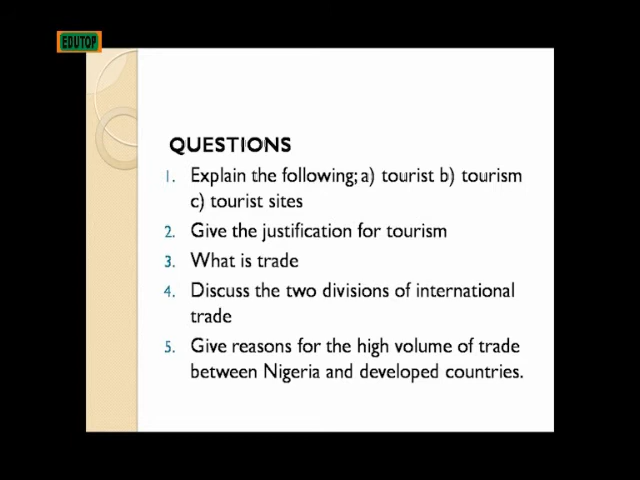 EDUTOP
QUESTIONS
1. Explain the following; a) tourist b) tourism
c) tourist sites
2. Give the justification for tourism
3. What is trade
4. Discuss the two divisions of international
trade
5. Give reasons for the high volume of trade
between Nigeria and developed countries.